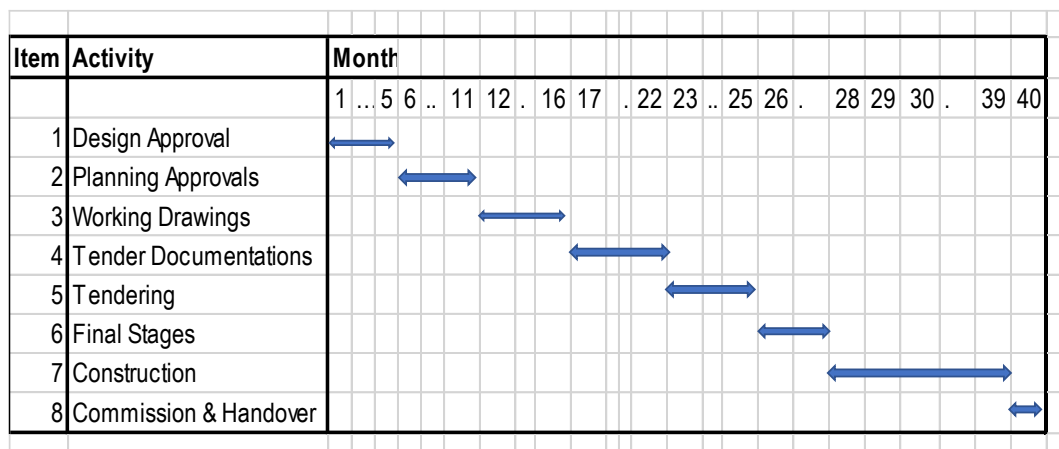 Item Activity Month
1 ... 5 6 .. 11 12 . 16 17 . 22 23 .. 25 26 . 28 29 30 . 39 40
1 Design Approval
2 Planning Approvals
3 Working Drawings
4 Tender Documentations
5 Tendering
6 Final Stages
7 Construction
8 Commission & Handover